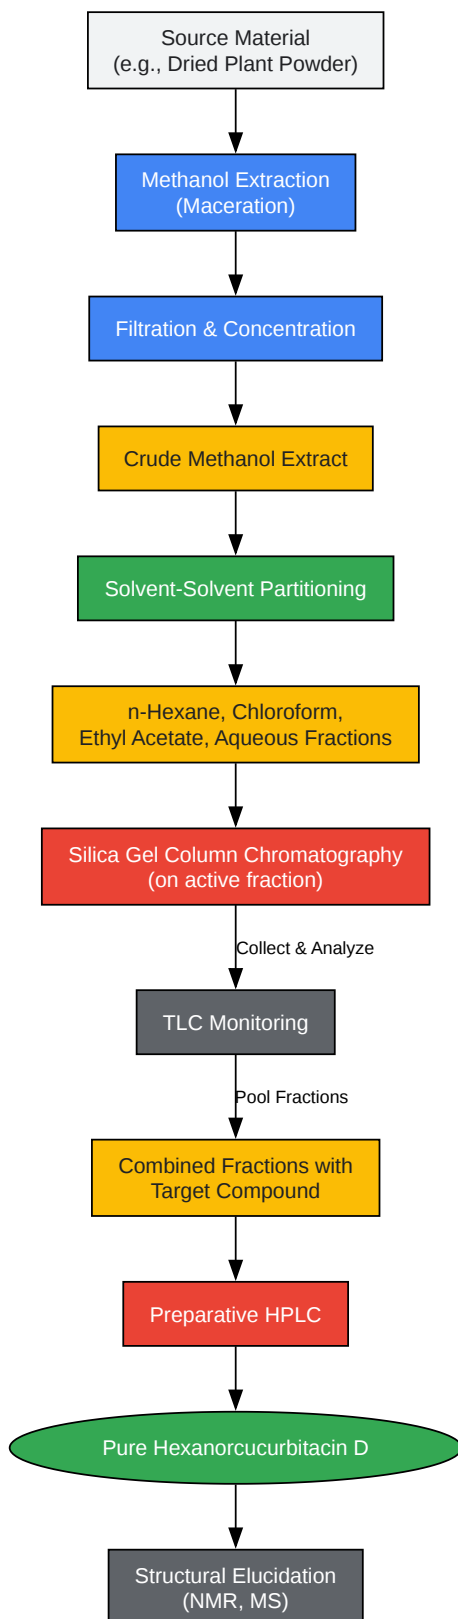 Source Material
(e.g., Dried Plant Powder)
Methanol Extraction
(Maceration)
Filtration & Concentration
Crude Methanol Extract
Solvent-Solvent Partitioning
n-Hexane, Chloroform,
Ethyl Acetate, Aqueous Fractions
Silica Gel Column Chromatography
(on active fraction)
Collect & Analyze
TLC Monitoring
Pool Fractions
Combined Fractions with
Target Compound
Preparative HPLC
Pure Hexanorcucurbitacin D
Structural Elucidation
(NMR, MS)